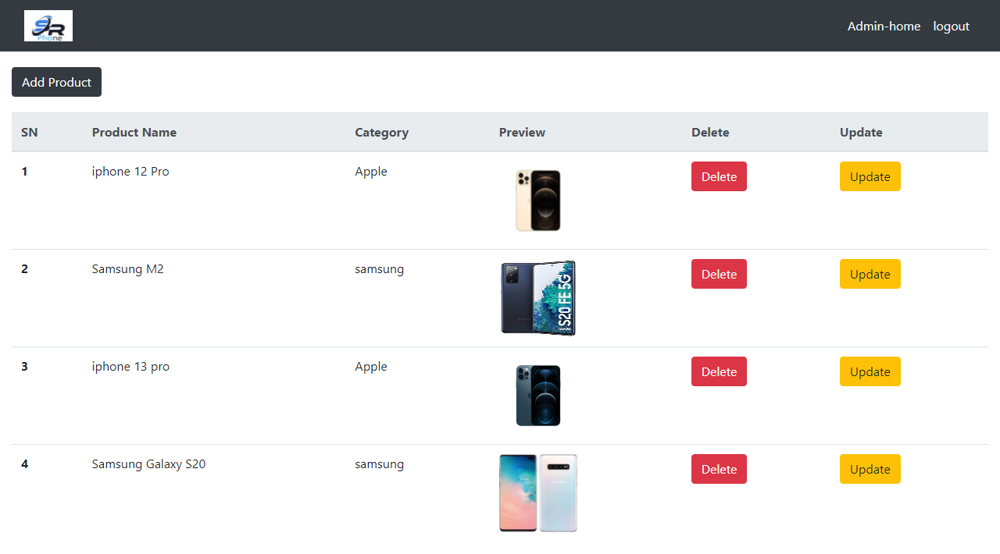 SR
Phone
Admin-home logout
Add Product
SN Product Name Category Preview Delete Update
1 iphone 12 Pro Apple Delete Update
2 Samsung M2 samsung S20 FE 5G Delete Update
3 iphone 13 pro Apple Delete Update
4 Samsung Galaxy S20 samsung Delete Update